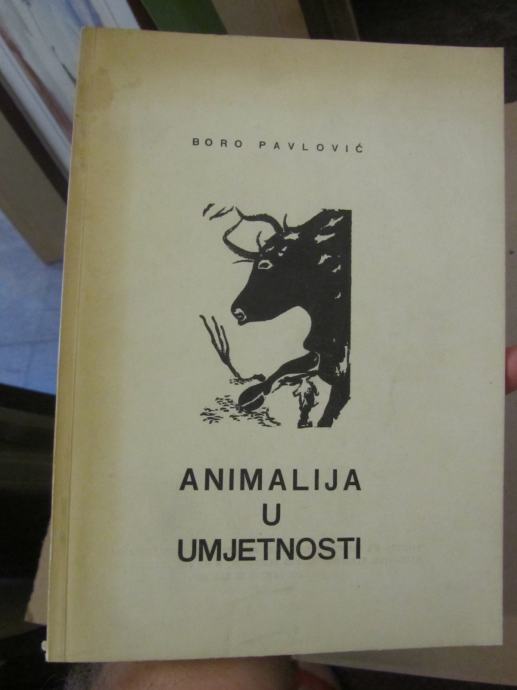 BORO PAVLOVIĆ
ANIMALIJA
U
UMJETNOSTI